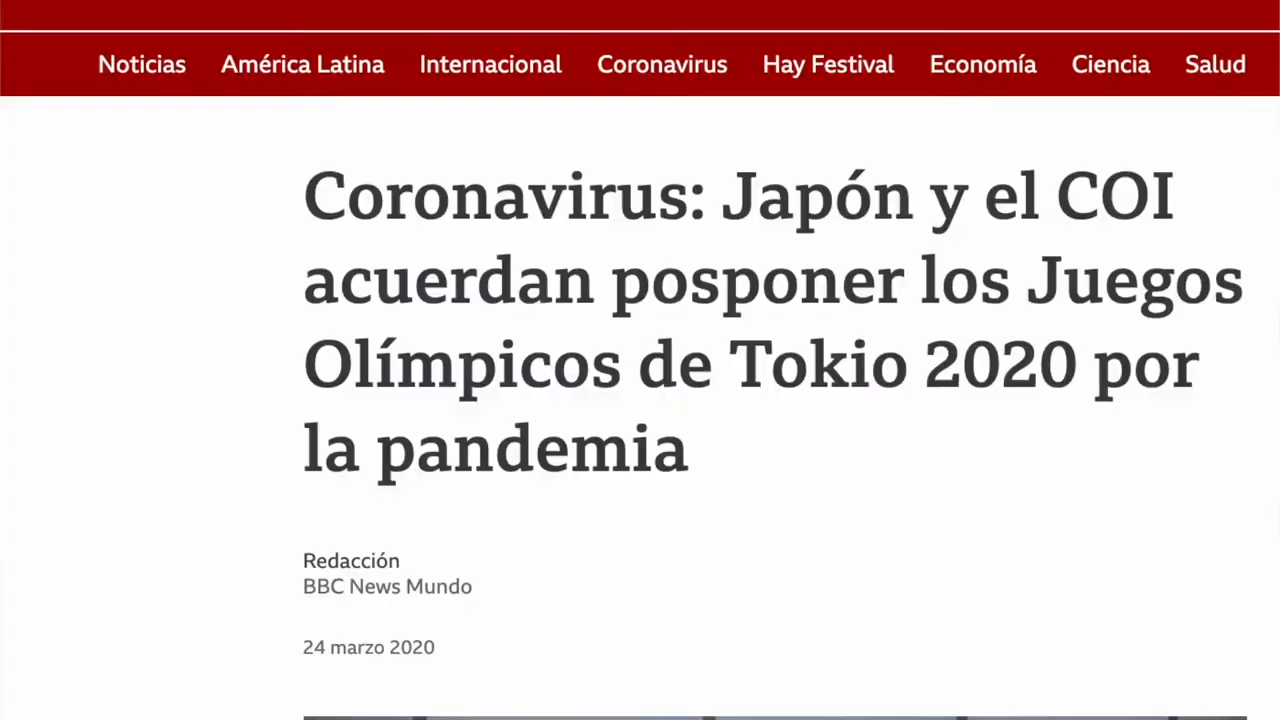 Noticias América Latina Internacional Coronavirus Hay Festival Economía Ciencia Salud
Coronavirus: Japón y el COI
acuerdan posponer los Juegos
Olímpicos de Tokio 2020 por
la pandemia
Redacción
BBC News Mundo
24 marzo 2020